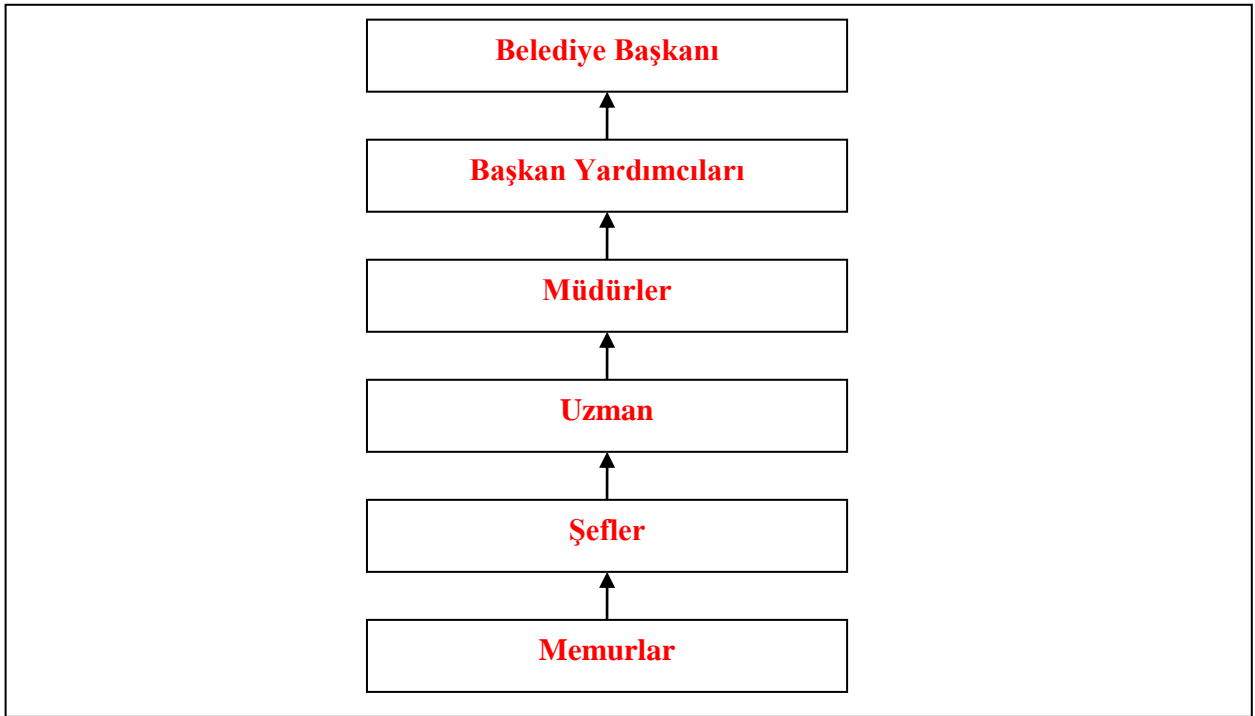 Belediye Başkanı
Başkan Yardımcıları
Müdürler
Uzman
Şefler
Memurlar